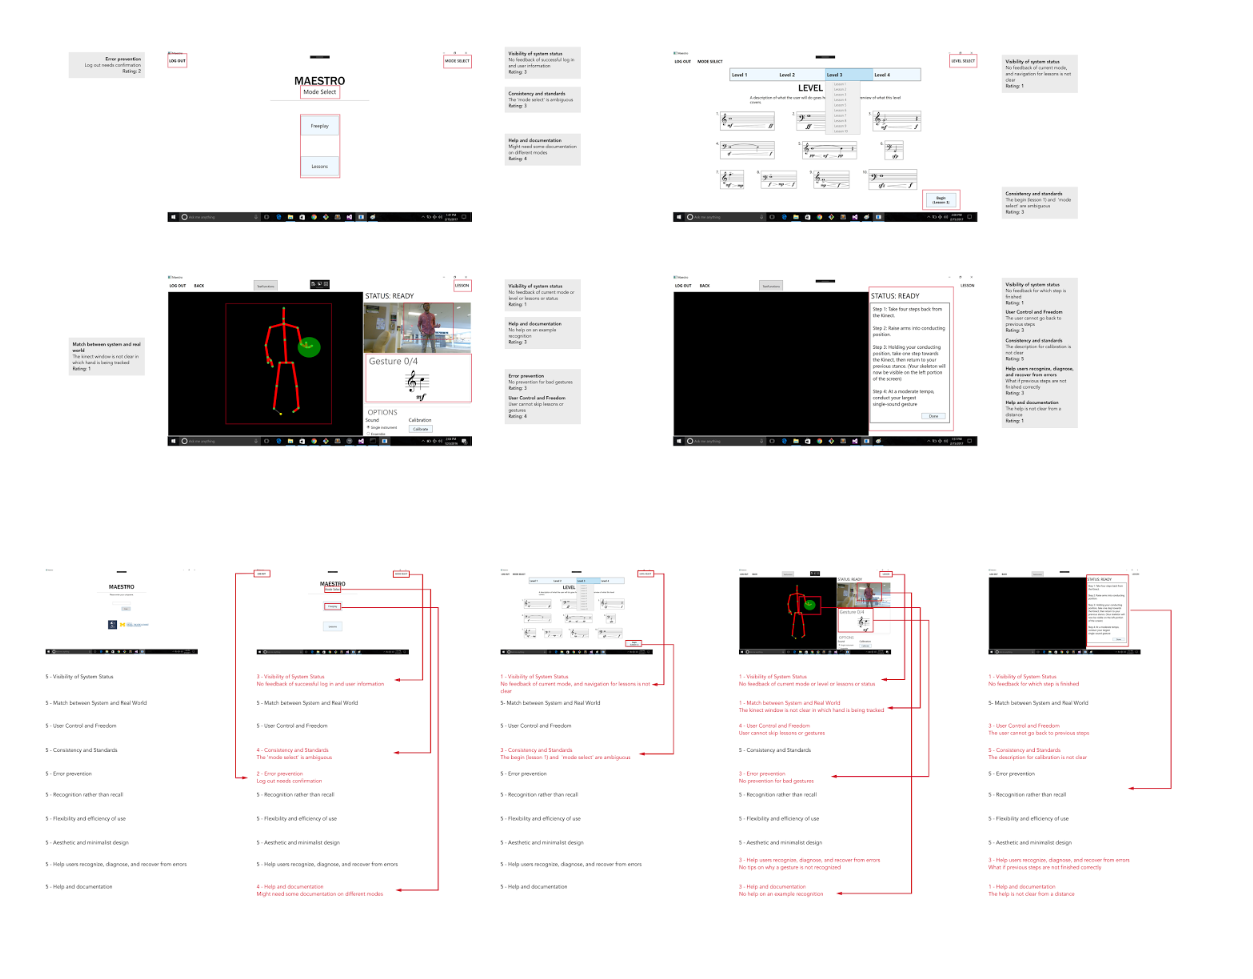 Error prevention
Log out needs confirmation
Rating: 2
LOG OUT
MAESTRO
Mode Select
Freeplay
Lessons
MODE SELECT
Visibility of system status
No feedback of successful log in
and user information
Rating: 3
Consistency and standards
The 'mode select' is ambiguous
Rating: 3
Help and documentation
Might need some documentation
on different modes
Rating: 4
LOG OUT MODE SELECT
LEVEL SELECT
Level 1
Level 2
Level 3
Level 4
LEVEL
Begin
(Lesson 1)
Visibility of system status
No feedback of current mode,
and navigation for lessons is not
clear
Rating: 1
Consistency and standards
The begin (lesson 1) and 'mode
select' are ambiguous
Rating: 3
Match between system and real
world
The kinect window is not clear in
which hand is being tracked
Rating: 1
LOG OUT BACK
LESSON
STATUS: READY
Gesture 0/4
mf
OPTIONS
Sound
Calibration
Single Instrument
Calibrate
Visibility of system status
No feedback of current mode or
level or lessons or status
Rating: 1
Help and documentation
No help on an example
recognition
Rating: 3
Error prevention
No prevention for bad gestures
Rating: 3
User Control and Freedom
User cannot skip lessons or
gestures
Rating: 4
LOG OUT BACK
LESSON
STATUS: READY
Step 1: Take four steps back from
the Kinect.
Step 2: Raise arms into conducting
position.
Step 3: Holding your conducting
position, take one step towards
the Kinect, then return to your
previous stance. (Your skeleton will
now be visible on the left portion
of the screen)
Step 4: At a moderate tempo,
conduct your largest
single-sound gesture
Done
Visibility of system status
No feedback for which step is
finished
Rating: 1
User Control and Freedom
The user cannot go back to
previous steps
Rating: 3
Consistency and standards
The description for calibration is
not clear
Rating: 5
Help users recognize, diagnose,
and recover from errors
What if previous steps are not
finished correctly
Rating: 3
Help and documentation
The help is not clear from a
distance
Rating: 1
MAESTRO
MAESTRO
STATUS: READY
Gesture 0/4
OPTIONS
STATUS: READY
5 - Visibility of System Status
5 - Match between System and Real World
5 - User Control and Freedom
5 - Consistency and Standards
5 - Error prevention
5 - Recognition rather than recall
5 - Flexibility and efficiency of use
5 - Aesthetic and minimalist design
5 - Help users recognize, diagnose, and recover from errors
5 - Help and documentation
3 - Visibility of System Status
No feedback of successful log in and user information
5 - Match between System and Real World
5 - User Control and Freedom
4 - Consistency and Standards
The 'mode select' is ambiguous
2 - Error prevention
Log out needs confirmation
5 - Recognition rather than recall
5 - Flexibility and efficiency of use
5 - Aesthetic and minimalist design
5 - Help users recognize, diagnose, and recover from errors
4 - Help and documentation
Might need some documentation on different modes
1 - Visibility of System Status
No feedback of current mode, and navigation for lessons is not
clear
5- Match between System and Real World
5 - User Control and Freedom
3 - Consistency and Standards
The begin (lesson 1) and 'mode select' are ambiguous
5 - Error prevention
5 - Recognition rather than recall
5 - Flexibility and efficiency of use
5 - Aesthetic and minimalist design
5 - Help users recognize, diagnose, and recover from errors
5 - Help and documentation
1 - Visibility of System Status
No feedback of current mode or level or lessons or status
1 - Match between System and Real World
The kinect window is not clear in which hand is being tracked
4 - User Control and Freedom
User cannot skip lessons or gestures
5 - Consistency and Standards
3 - Error prevention
No prevention for bad gestures
5 - Recognition rather than recall
5 - Flexibility and efficiency of use
5 - Aesthetic and minimalist design
3 - Help users recognize, diagnose, and recover from errors
No tips on why a gesture is not recognized
3 - Help and documentation
No help on an example recognition
1 - Visibility of System Status
No feedback for which step is finished
5- Match between System and Real World
3 - User Control and Freedom
The user cannot go back to previous steps
5 - Consistency and Standards
The description for calibration is not clear
5 - Error prevention
5 - Recognition rather than recall
5 - Flexibility and efficiency of use
5 - Aesthetic and minimalist design
3 - Help users recognize, diagnose, and recover from errors
What if previous steps are not finished correctly
1 - Help and documentation
The help is not clear from a distance